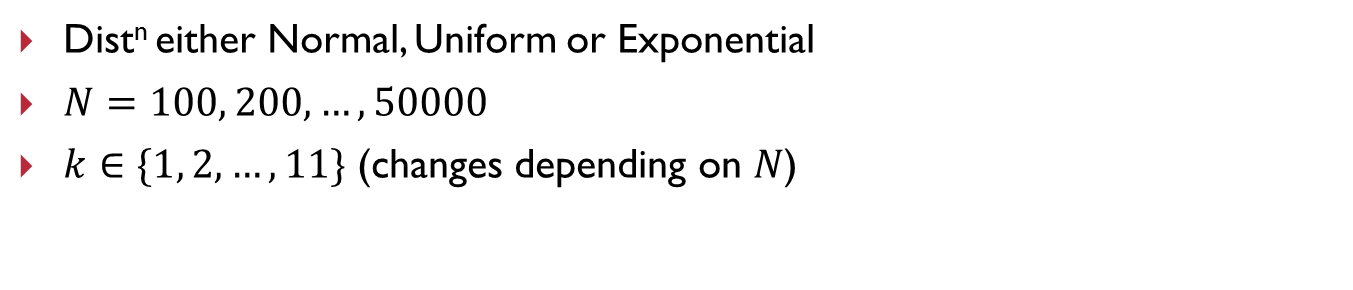 Distⁿ either Normal, Uniform or Exponential
N = 100, 200, … , 50000
k ∈ {1, 2, … , 11} (changes depending on N)